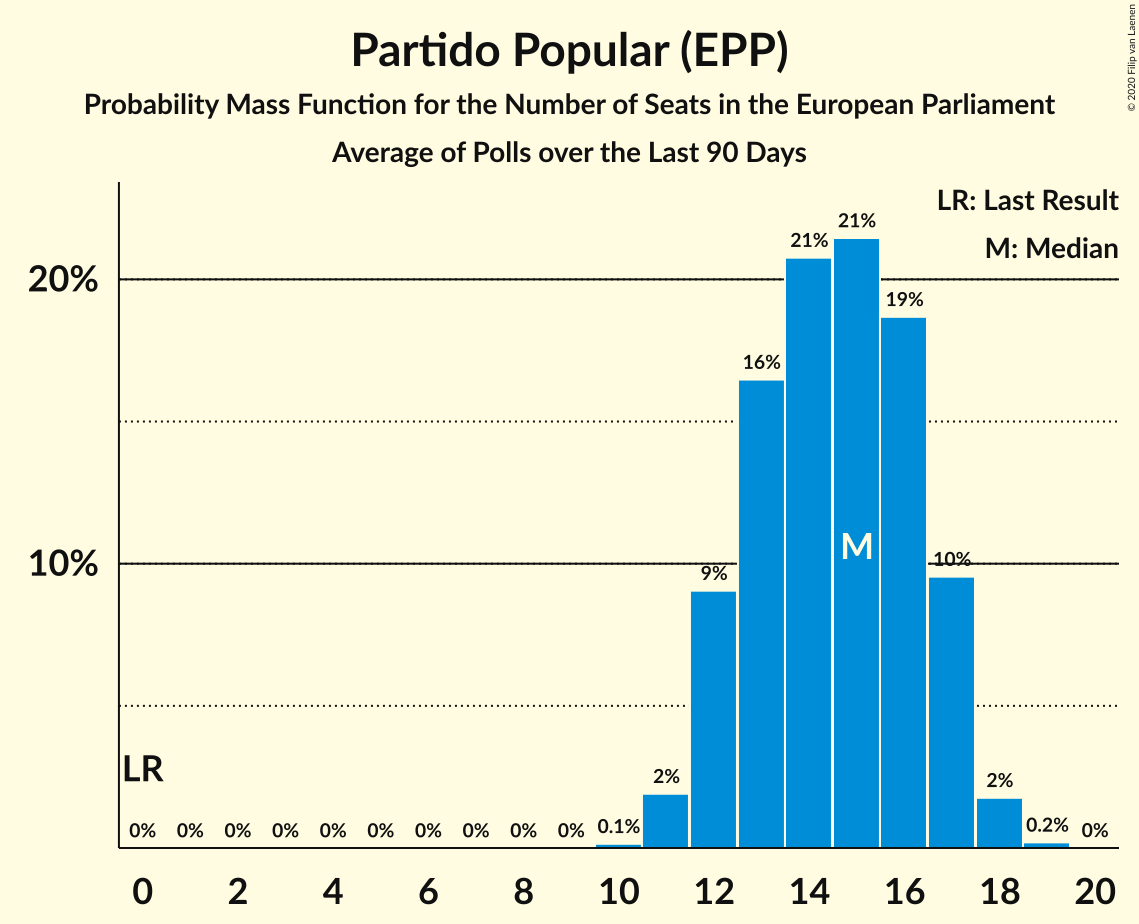 Partido Popular (EPP)
Probability Mass Function for the Number of Seats in the European Parliament
Average of Polls over the Last 90 Days
© 2020 Filip van Laenen
LR: Last Result
M: Median
20%
10%
LR
M
0% 0% 0% 0% 0% 0% 0% 0% 0% 0% 0.1% 2% 9% 16% 21% 21% 19% 10% 2% 0.2% 0%
0 2 4 6 8 10 12 14 16 18 20